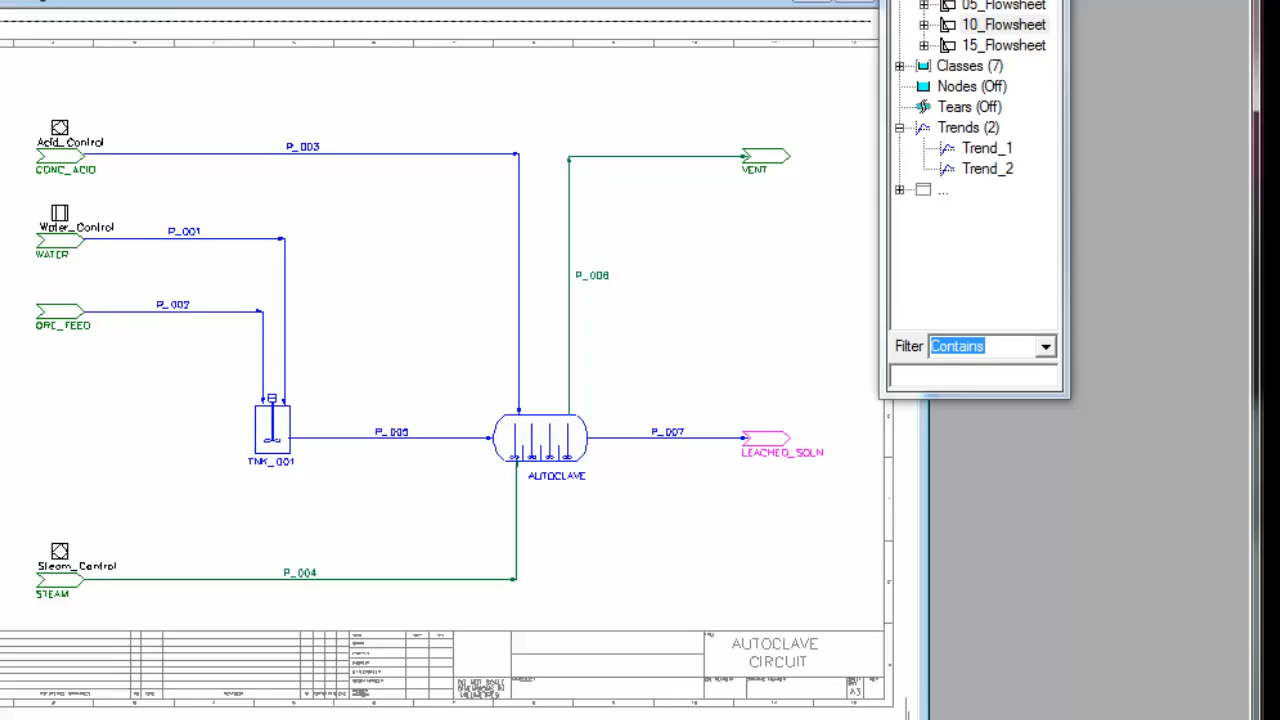 05_Flowsheet
10_Flowsheet
15_Flowsheet
Classes (7)
Nodes (Off)
Tears (Off)
Trends (2)
Trend_1
Trend_2
...
Filter
Contains
Acid_Control
CONC_ACID
P_003
VENT
Water_Control
WATER
P_001
P_006
P_002
ORE_FEED
TNK_001
P_005
P_007
LEACHED_SOLN
AUTOCLAVE
Steam_Control
STEAM
P_004
AUTOCLAVE
CIRCUIT